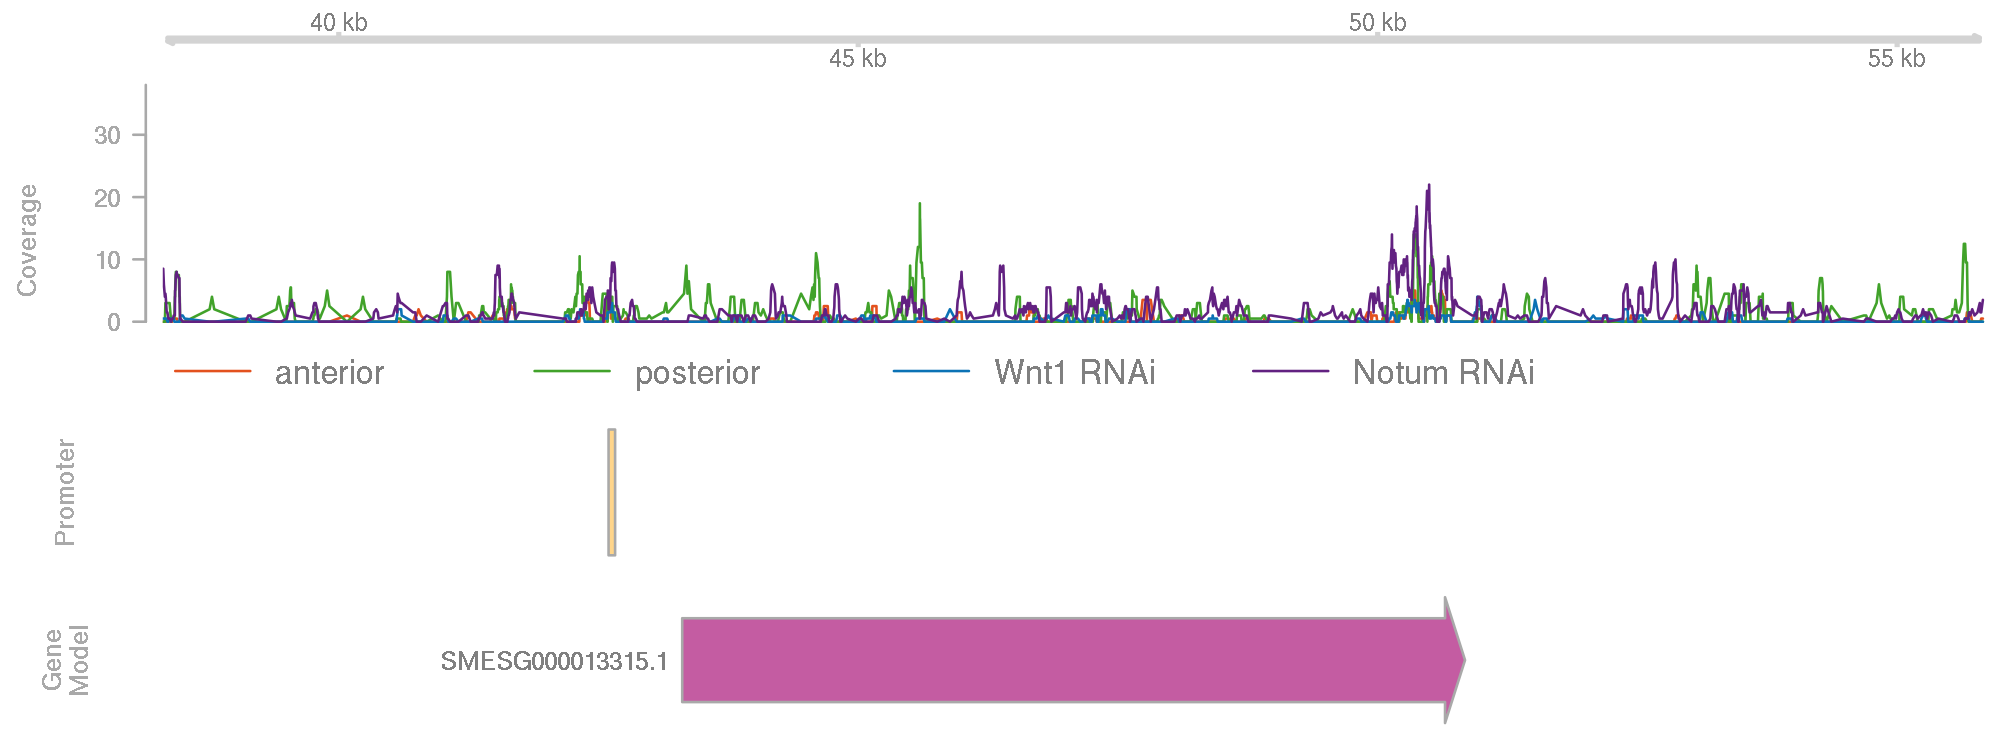 40 kb
50 kb
45 kb
55 kb
Coverage
30
20
10
0
anterior
posterior
Wnt1 RNAi
Notum RNAi
Promoter
Gene
Model
SMESG000013315.1